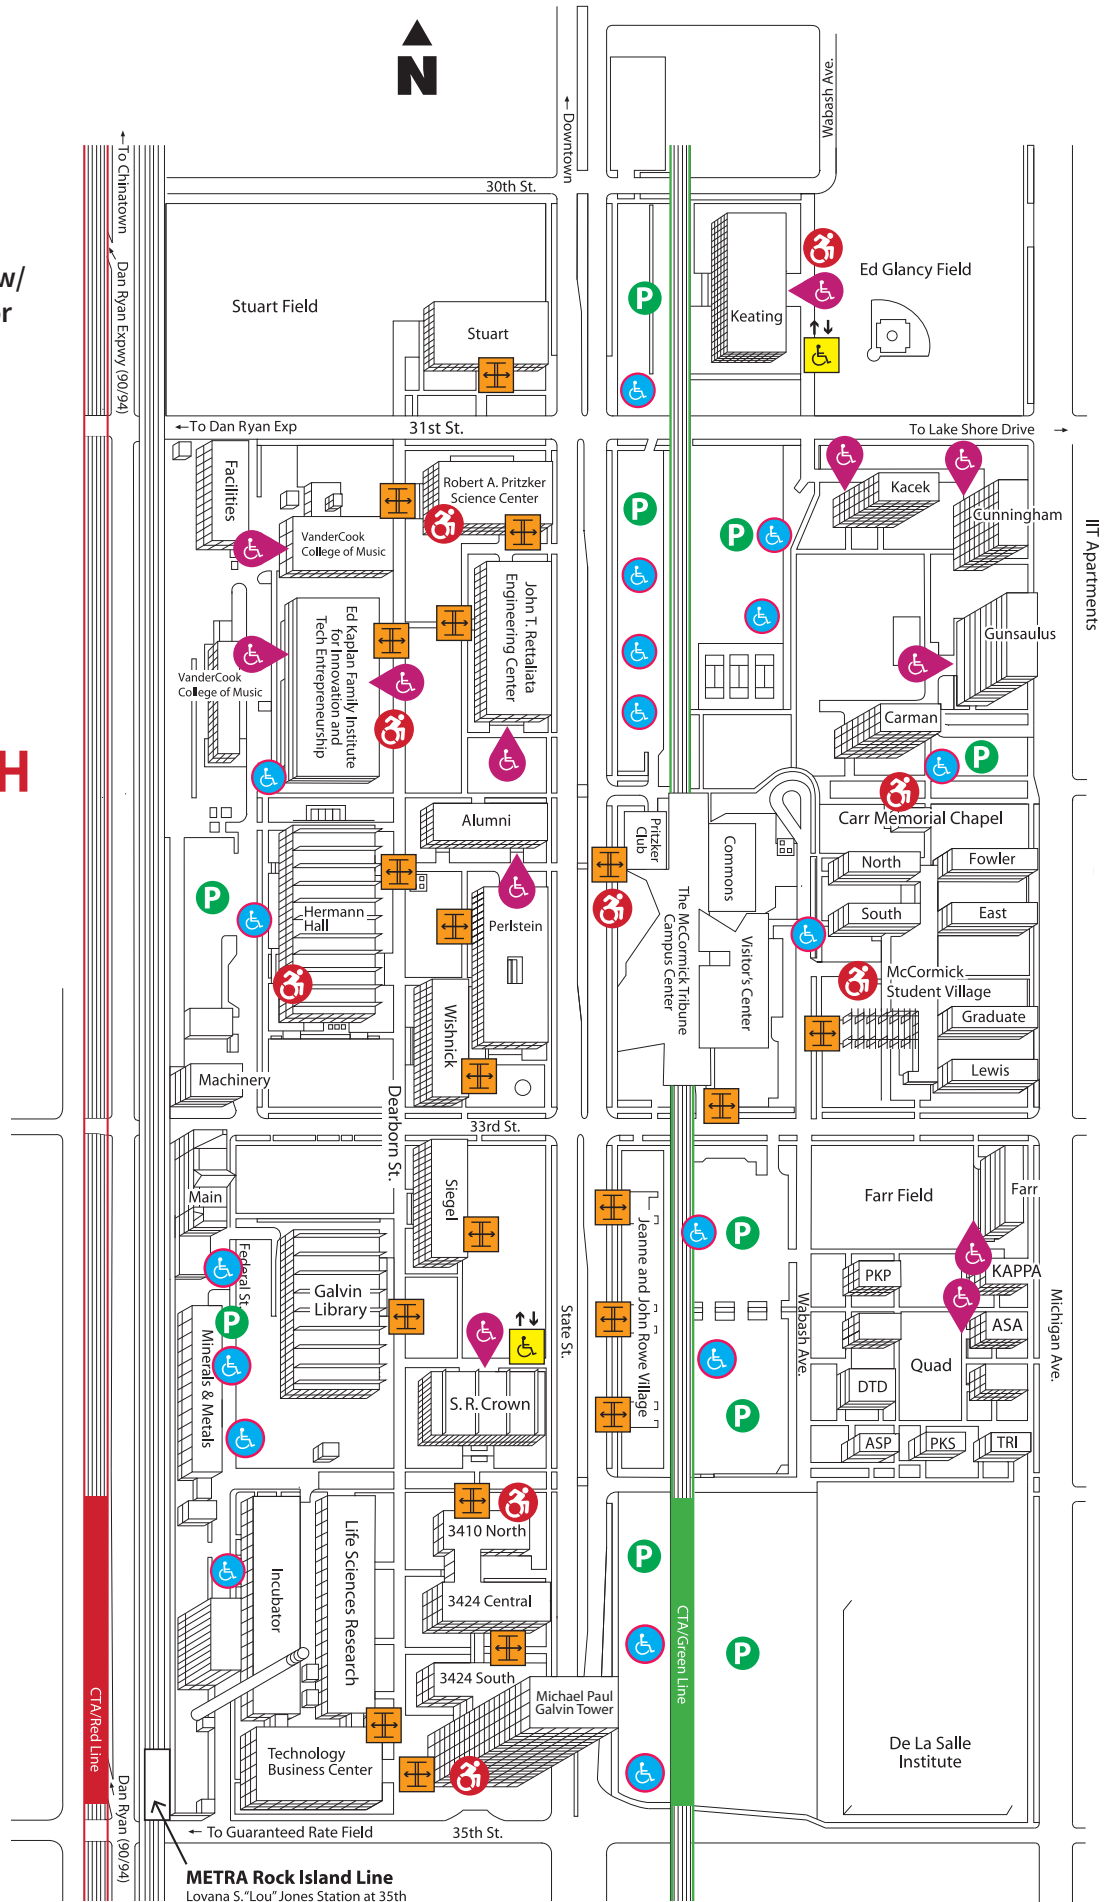 N
w/
or
H
← To Chinatown
Dan Ryan Expwy (90/94)
← Downtown
Wabash Ave.
30th St.
Stuart Field
Stuart
P
Keating
Ed Glancy Field
←To Dan Ryan Exp
31st St.
To Lake Shore Drive →
Facilities
Robert A. Pritzker
Science Center
VanderCook
College of Music
P
P
Kacek
Cunningham
IIT Apartments
Ed Kaplan Family Institute
for Innovation and
Tech Entrepreneurship
John T. Rettaliata
Engineering Center
VanderCook
College of Music
Gunsaulus
Carman
P
Carr Memorial Chapel
Alumni
Pritzker
Club
Commons
North
Fowler
P
Hermann
Hall
Perlstein
The McCormick Tribune
Campus Center
Visitor's Center
South
East
McCormick
Student Village
Wishnick
Graduate
Lewis
Machinery
Dearborn St.
33rd St.
Main
Siegel
Jeanne and John Rowe Village
P
Farr Field
Farr
Federal St.
Galvin
Library
PKP
KAPPA
P
Minerals & Metals
State St.
Wabash Ave.
ASA
Michigan Ave.
Quad
S. R. Crown
DTD
P
ASP
PKS
TRI
3410 North
Life Sciences Research
Incubator
P
3424 Central
CTA/Green Line
P
3424 South
Michael Paul
Galvin Tower
CTA/Red Line
Technology
Business Center
De La Salle
Institute
Dan Ryan (90/94)
← To Guaranteed Rate Field
35th St.
METRA Rock Island Line
Lovana S."Lou" Jones Station at 35th